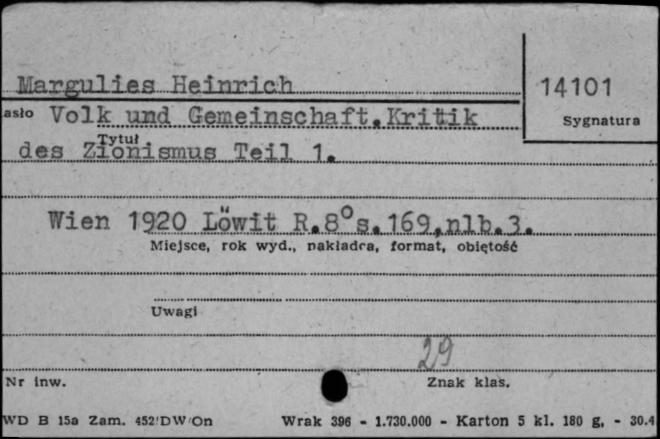 Margulies Heinrich
14101
asło Volk und Gemeinschaft.Kritik
Sygnatura
Tytuł
des Zionismus Teil 1.
Wien 1920 Löwit R.8°s.169,nlb.3.
Miejsce, rok wyd., nakładca, format, objętość
Uwagi
29
Nr inw.
Znak klas.
WD B 15a Zam. 452/DW/On
Wrak 396 - 1.730.000 - Karton 5 kl. 180 g. - 30.4